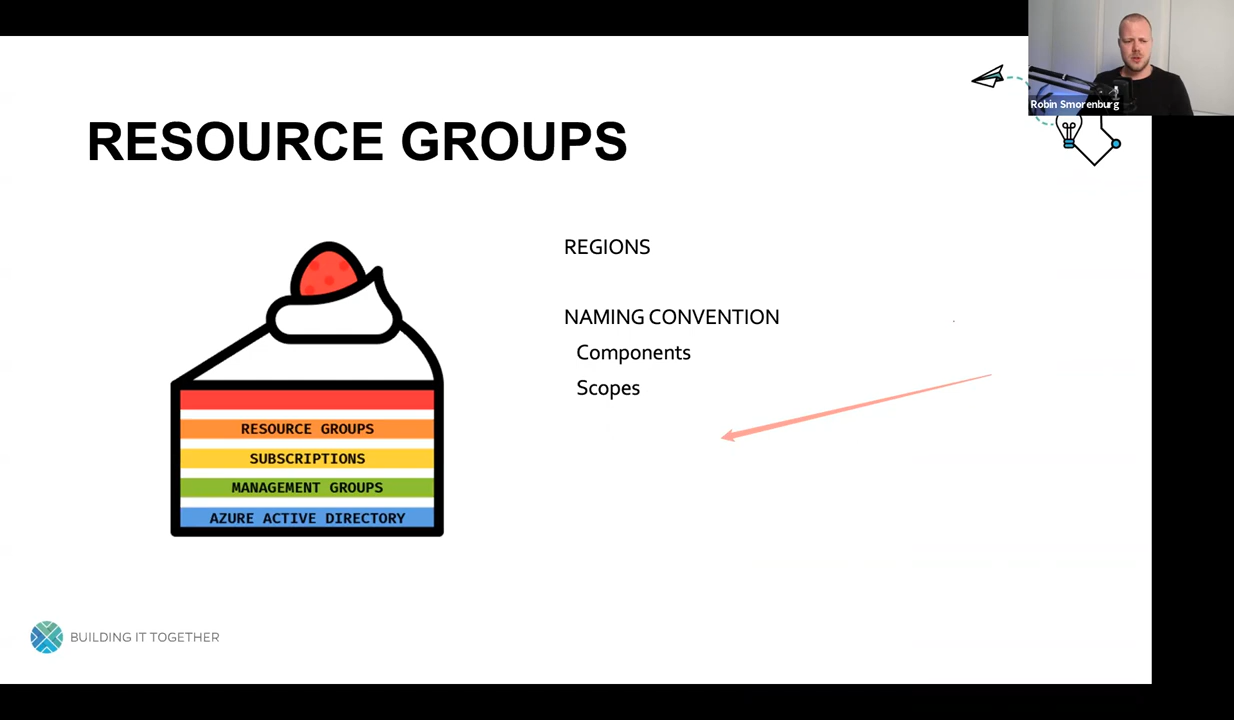 Robin Smorenburg
RESOURCE GROUPS
REGIONS
NAMING CONVENTION
Components
Scopes
RESOURCE GROUPS
SUBSCRIPTIONS
MANAGEMENT GROUPS
AZURE ACTIVE DIRECTORY
BUILDING IT TOGETHER